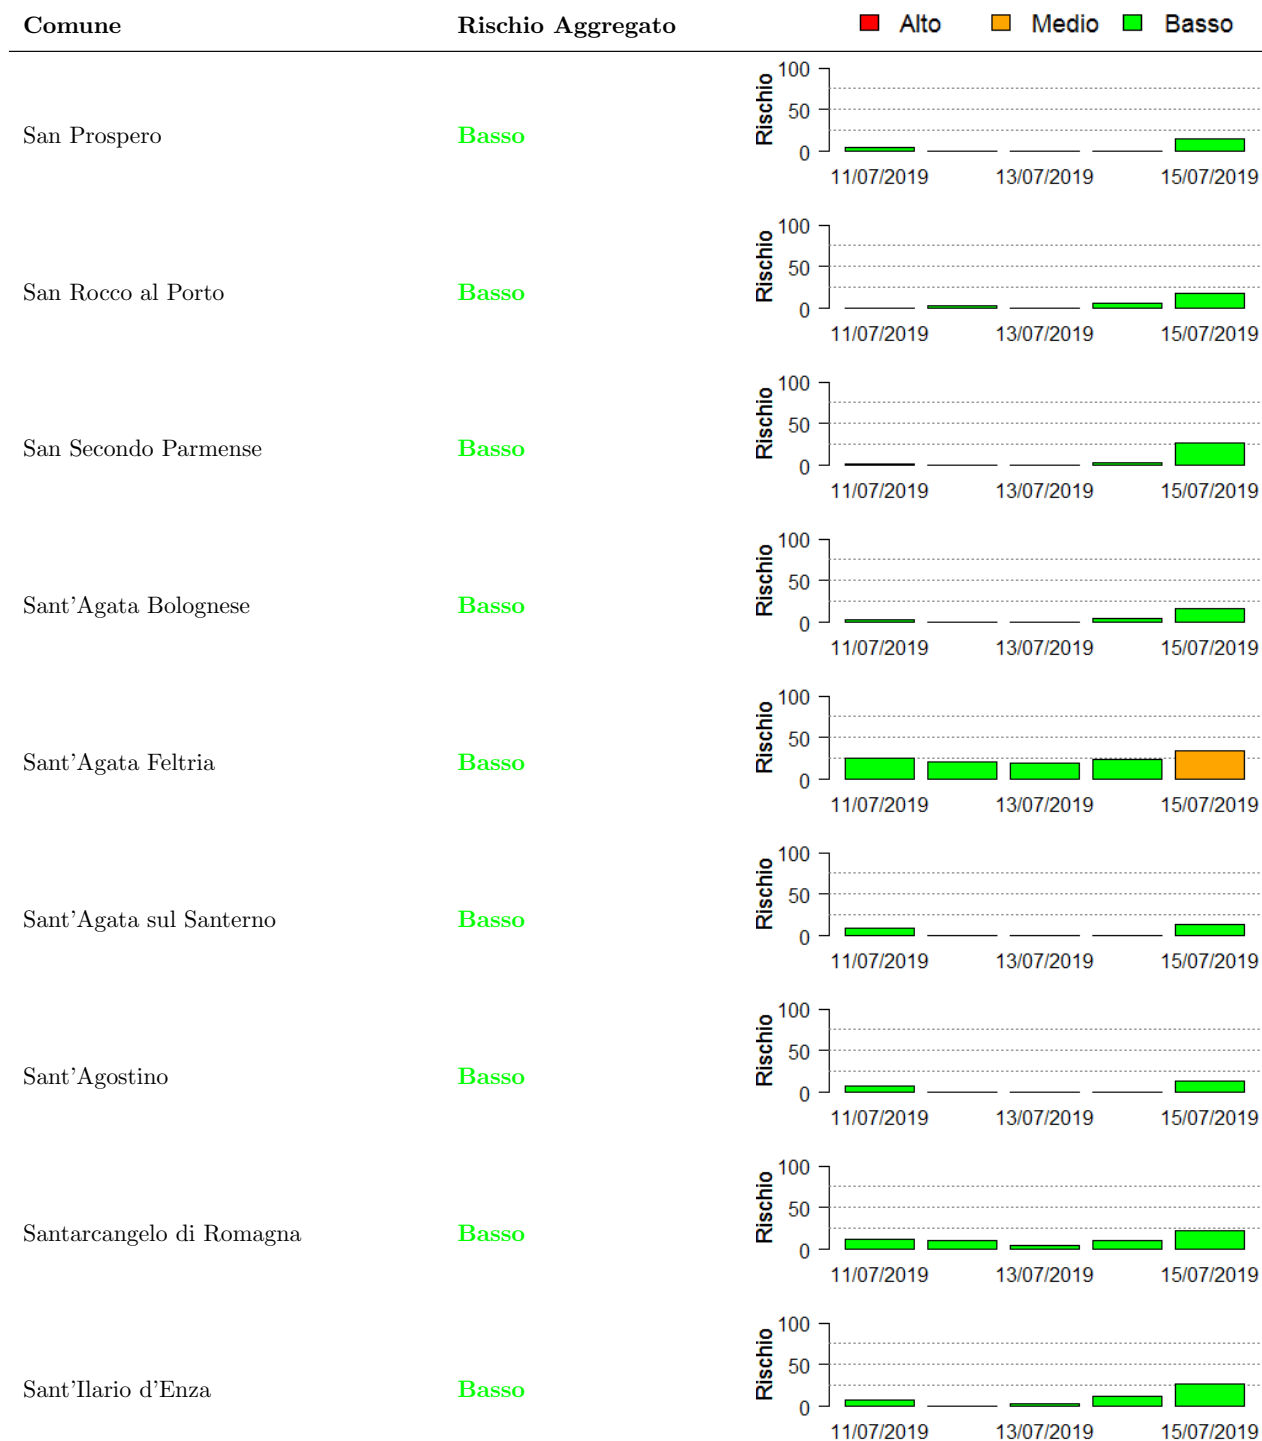 Comune Rischio Aggregato Alto Medio Basso
San Prospero Basso Rischio 100 50 0
11/07/2019 13/07/2019 15/07/2019
San Rocco al Porto Basso Rischio 100 50 0
11/07/2019 13/07/2019 15/07/2019
San Secondo Parmense Basso Rischio 100 50 0
11/07/2019 13/07/2019 15/07/2019
Sant'Agata Bolognese Basso Rischio 100 50 0
11/07/2019 13/07/2019 15/07/2019
Sant'Agata Feltria Basso Rischio 100 50 0
11/07/2019 13/07/2019 15/07/2019
Sant'Agata sul Santerno Basso Rischio 100 50 0
11/07/2019 13/07/2019 15/07/2019
Sant'Agostino Basso Rischio 100 50 0
11/07/2019 13/07/2019 15/07/2019
Santarcangelo di Romagna Basso Rischio 100 50 0
11/07/2019 13/07/2019 15/07/2019
Sant'Ilario d'Enza Basso Rischio 100 50 0
11/07/2019 13/07/2019 15/07/2019